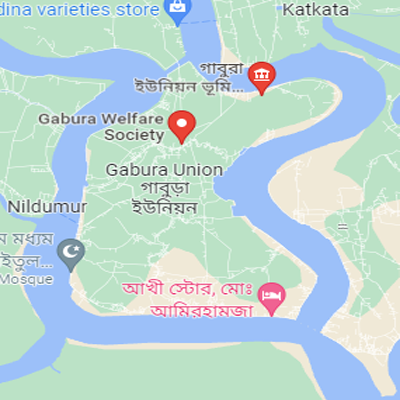 dina varieties store
Katkata
গাবুরা
ইউনিয়ন ভূমি...
Gabura Welfare
Society
Gabura Union
গাবুড়া
ইউনিয়ন
Nildumur
ম মধ্যম
ইতুল...
Mosque
আখী স্টোর, মোঃ
আমিরহামজা